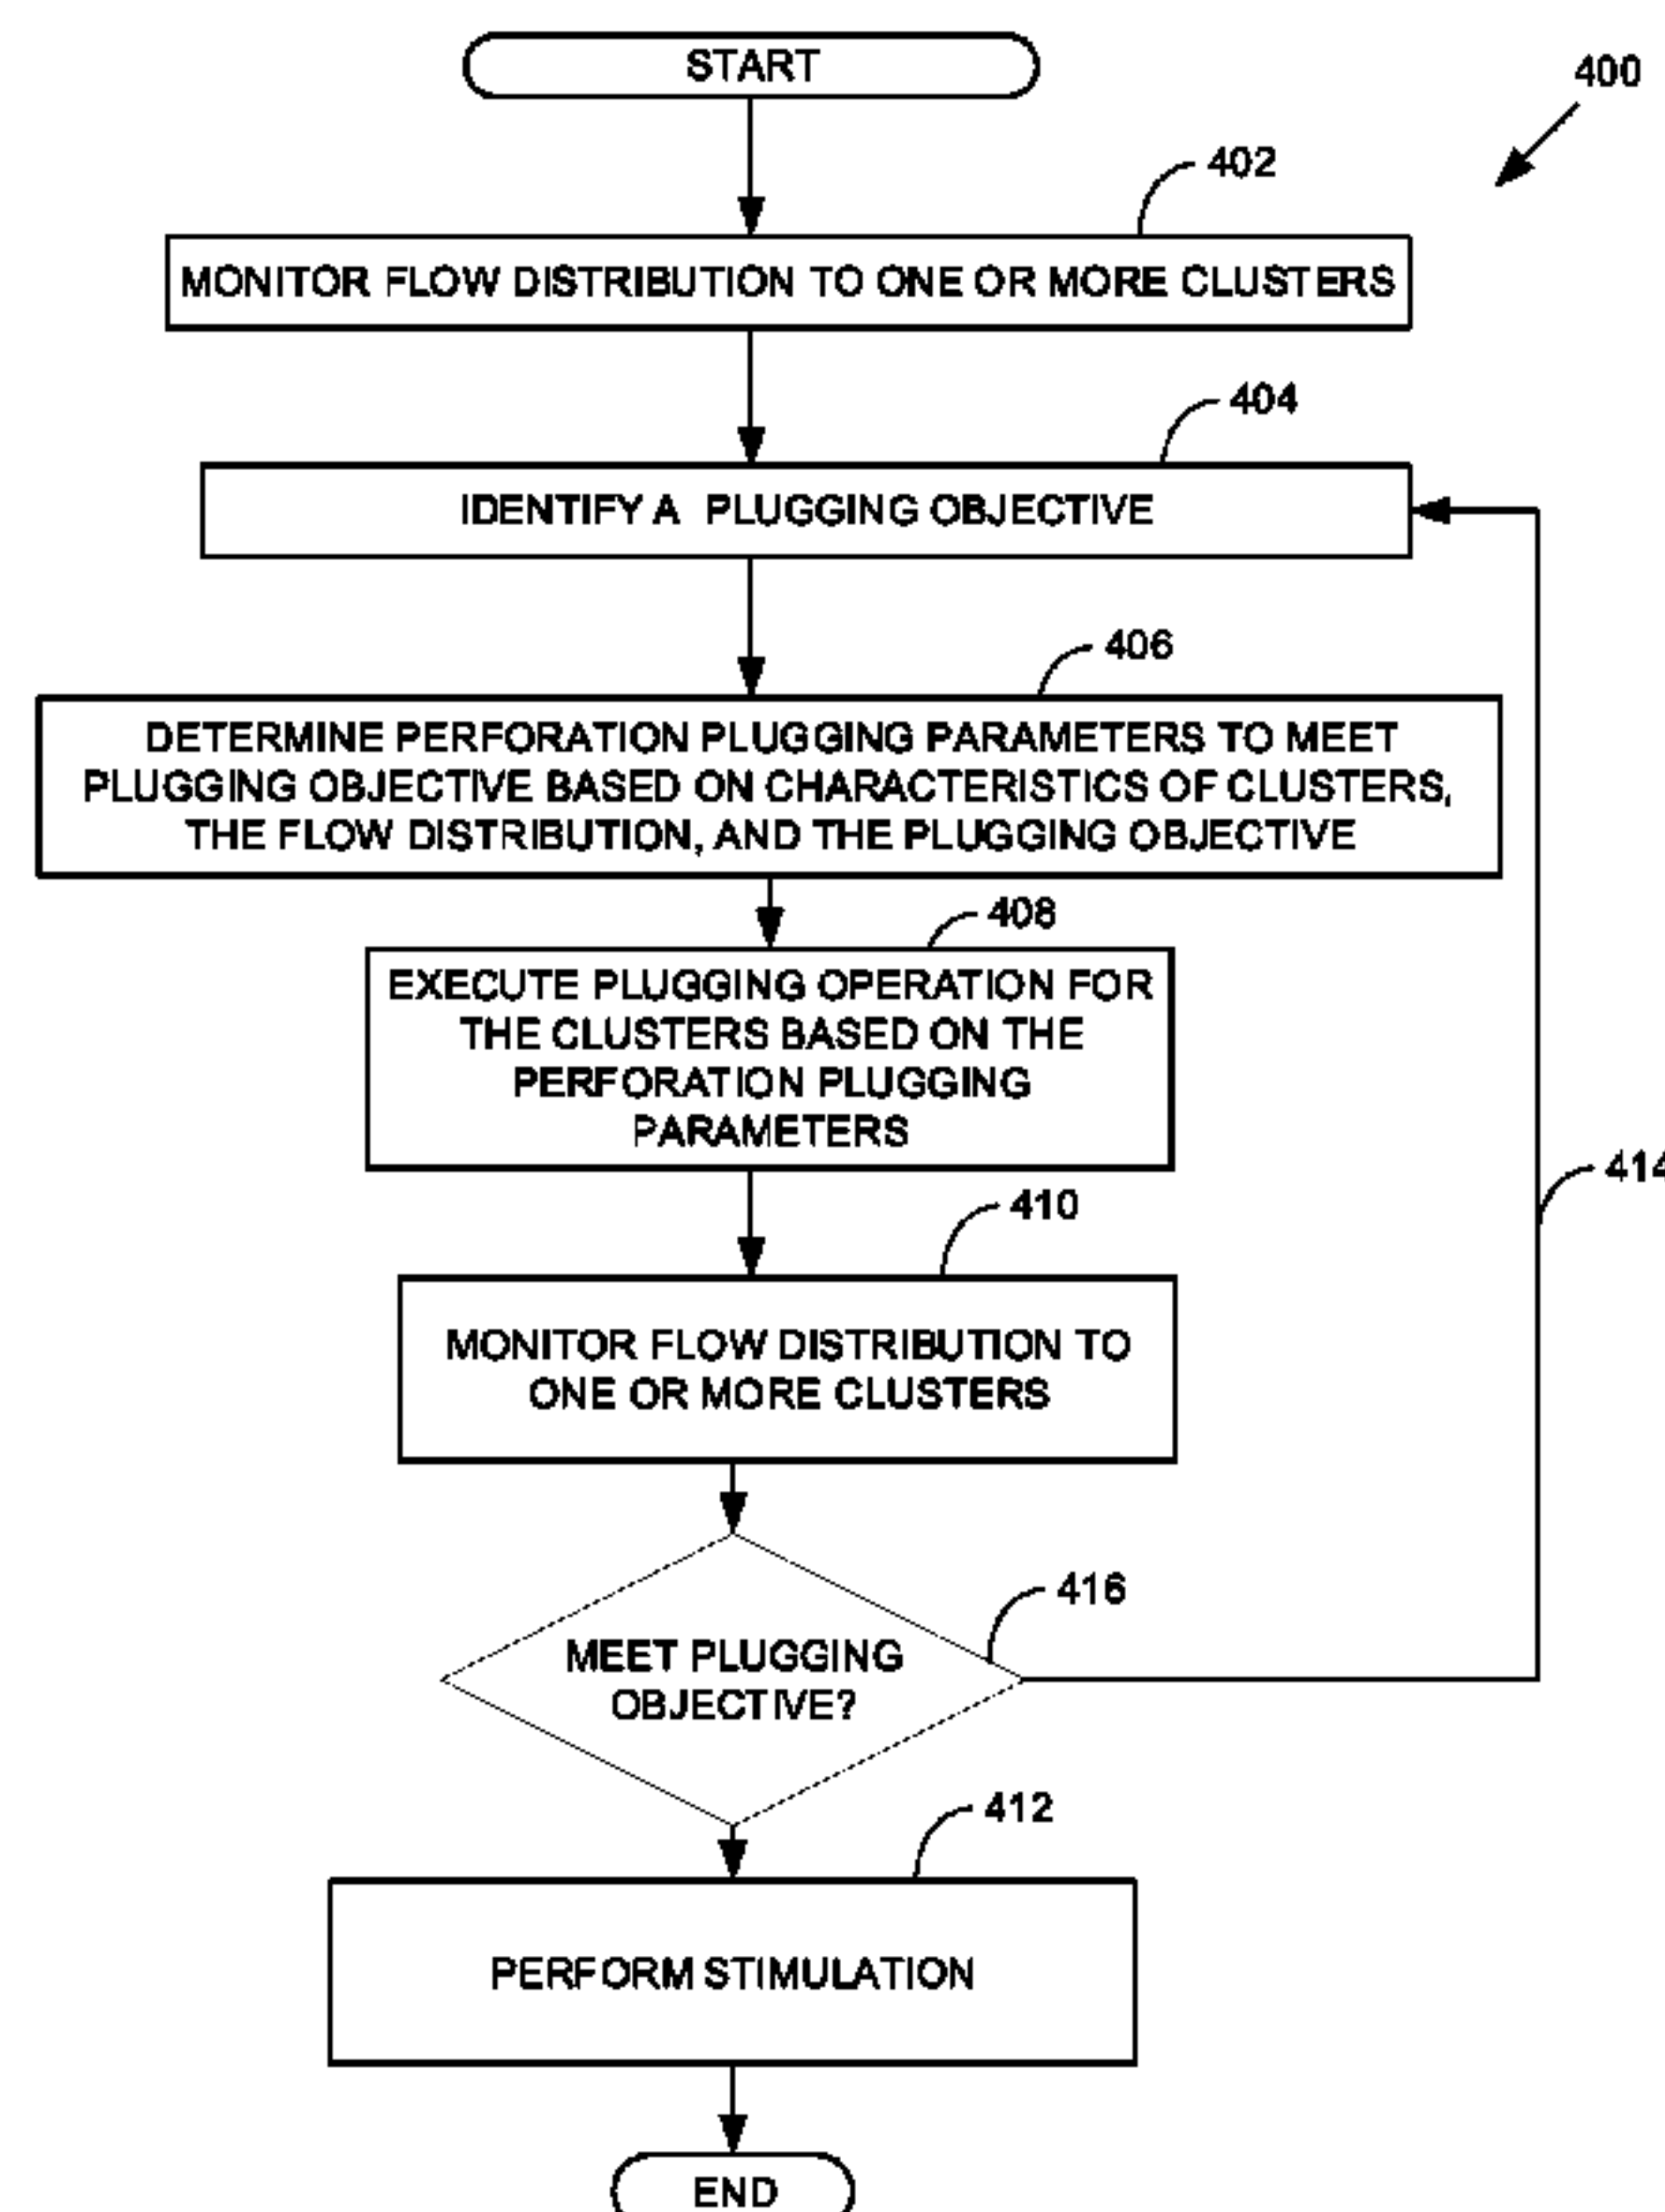 START
400
402
MONITOR FLOW DISTRIBUTION TO ONE OR MORE CLUSTERS
404
IDENTIFY A PLUGGING OBJECTIVE
406
DETERMINE PERFORATION PLUGGING PARAMETERS TO MEET
PLUGGING OBJECTIVE BASED ON CHARACTERISTICS OF CLUSTERS,
THE FLOW DISTRIBUTION, AND THE PLUGGING OBJECTIVE
408
EXECUTE PLUGGING OPERATION FOR
THE CLUSTERS BASED ON THE
PERFORATION PLUGGING
PARAMETERS
414
410
MONITOR FLOW DISTRIBUTION TO
ONE OR MORE CLUSTERS
416
MEET PLUGGING
OBJECTIVE?
412
PERFORM STIMULATION
END